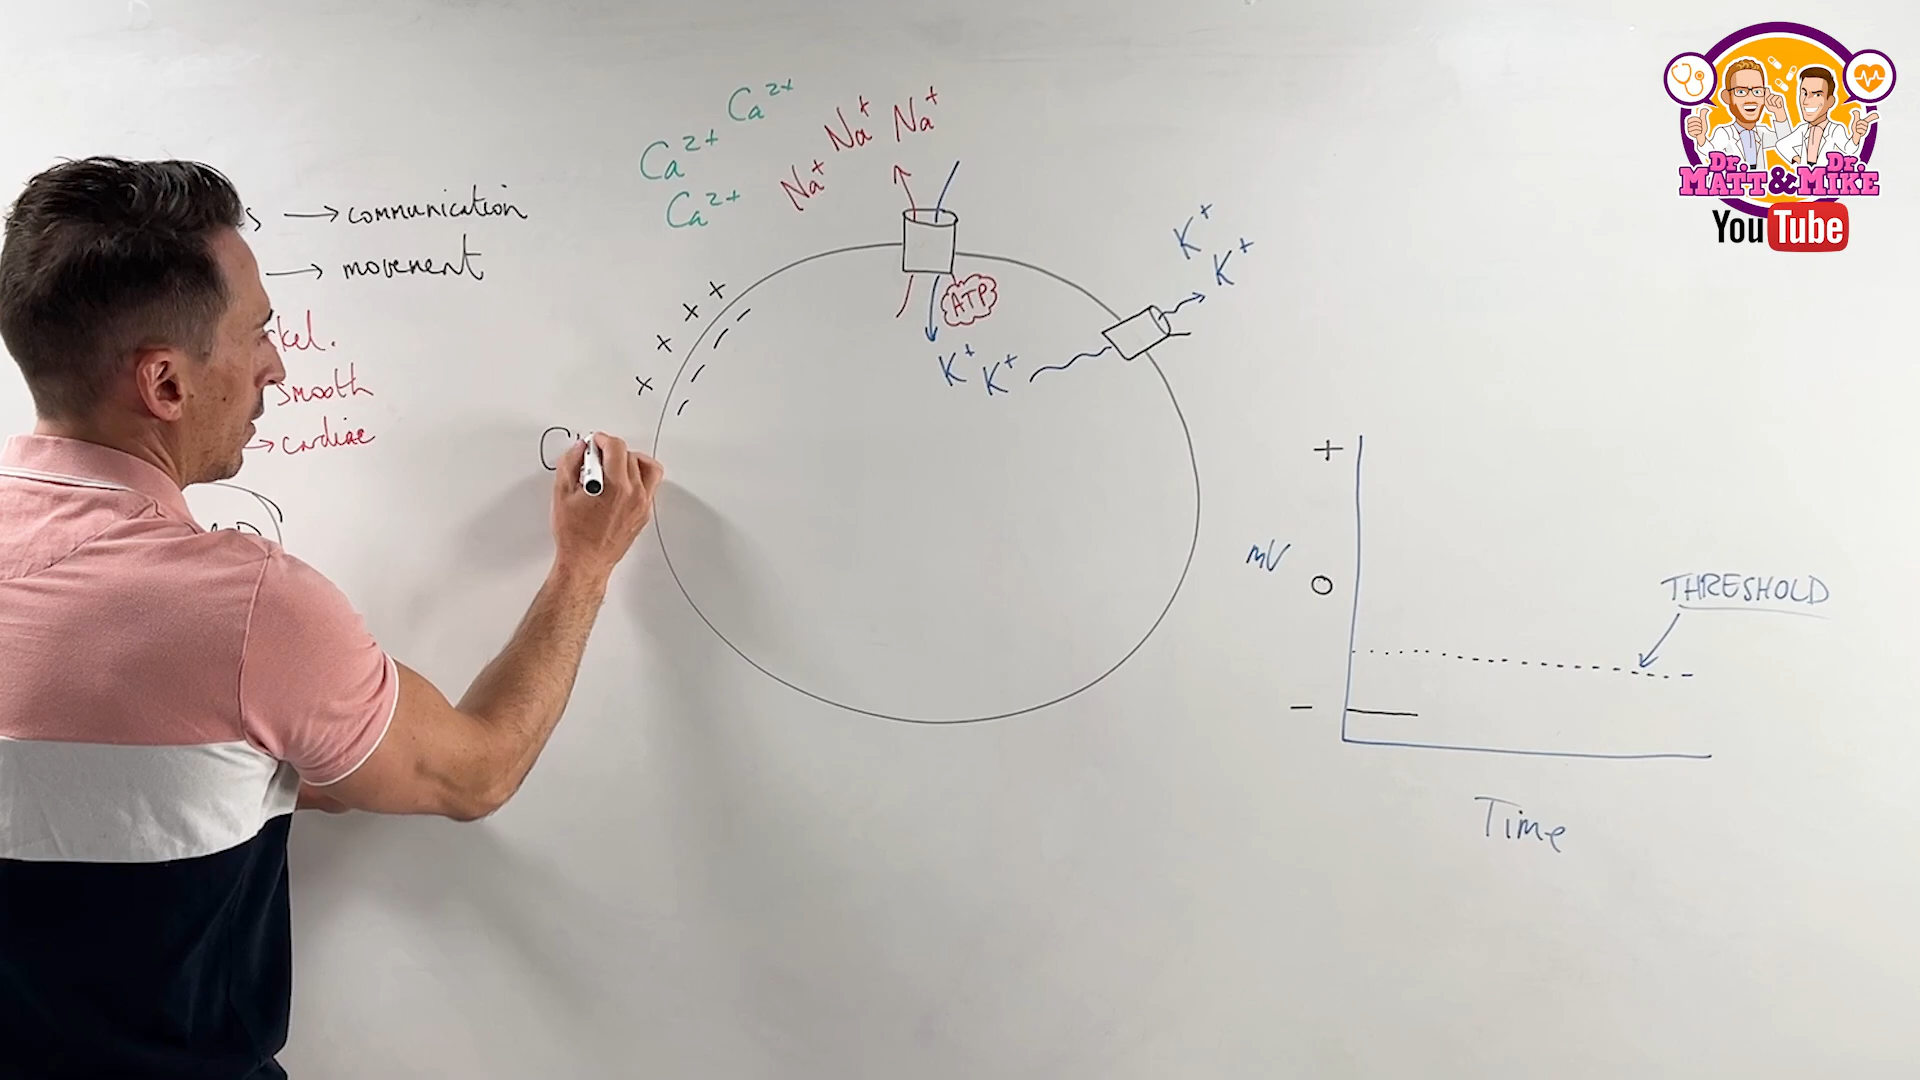 → communication
→ movement
kel.
smooth
→ cardiac
Ca²⁺
Ca²⁺
Ca²⁺
Na⁺ Na⁺ Na⁺
ATP
K⁺ K⁺
K⁺
K⁺
+ + + +
- - - - -
C
+
mV
0
-
THRESHOLD
Time
Dr. Dr.
MATT & MIKE
YouTube